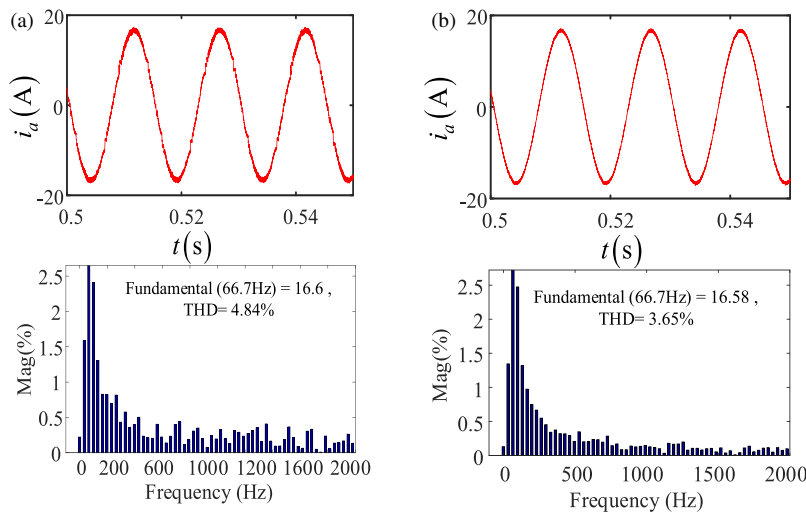 (a)
20
0
-20
i_a (A)
0.5
0.52
0.54
t(s)
2.5
2
1.5
1
0.5
0
Mag(%)
Fundamental (66.7Hz) = 16.6 ,
THD= 4.84%
0 200 600 1000 1200 1600 2000
Frequency (Hz)
(b)
20
0
-20
i_a (A)
0.5
0.52
0.54
t(s)
2.5
2
1.5
1
0.5
0
Mag(%)
Fundamental (66.7Hz) = 16.58 ,
THD= 3.65%
0 500 1000 1500 2000
Frequency (Hz)